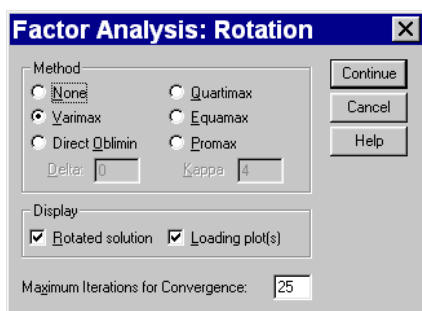 Factor Analysis: Rotation
Method
None
Quartimax
Varimax
Equamax
Direct Oblimin
Promax
Delta: 0
Kappa 4
Display
Rotated solution
Loading plot(s)
Maximum Iterations for Convergence: 25
Continue
Cancel
Help